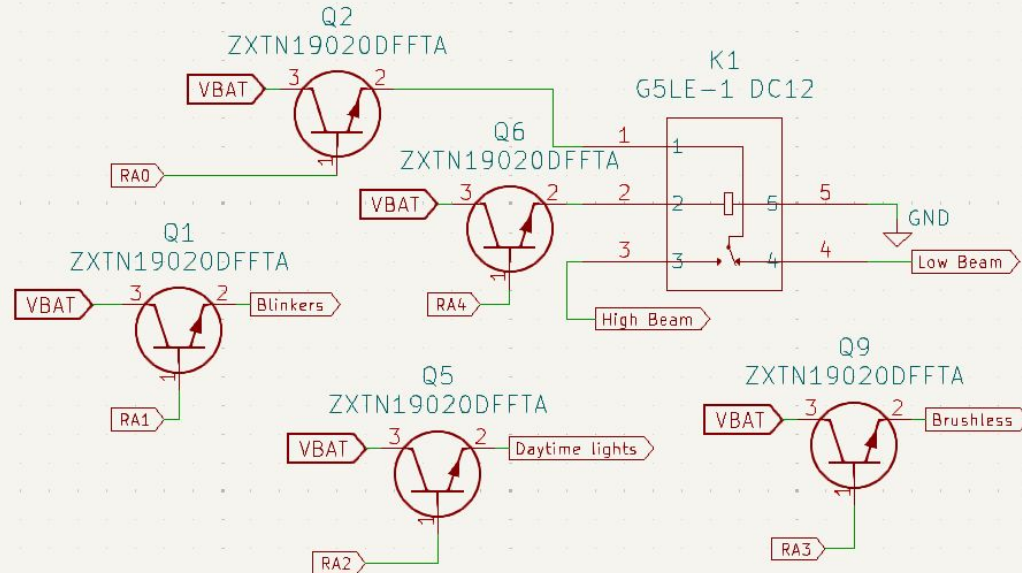 Q2
ZXTN19020DFFTA
VBAT
3
2
1
RA0
K1
G5LE-1 DC12
1
1
2
2
5
5
GND
3
3
4
4
Low Beam
High Beam
Q6
ZXTN19020DFFTA
VBAT
3
2
1
RA4
Q1
ZXTN19020DFFTA
VBAT
3
2
Blinkers
1
RA1
Q5
ZXTN19020DFFTA
VBAT
3
2
Daytime lights
1
RA2
Q9
ZXTN19020DFFTA
VBAT
3
2
Brushless
1
RA3